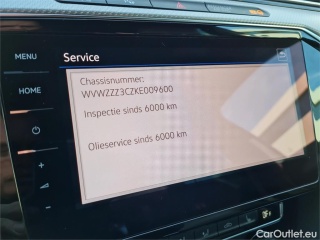 MENU
Service
HOME
Chassisnummer:
WVWZZZ3CZKE009600
Inspectie sinds 6000 km
Olieservice sinds 6000 km
+
CarOutlet.eu